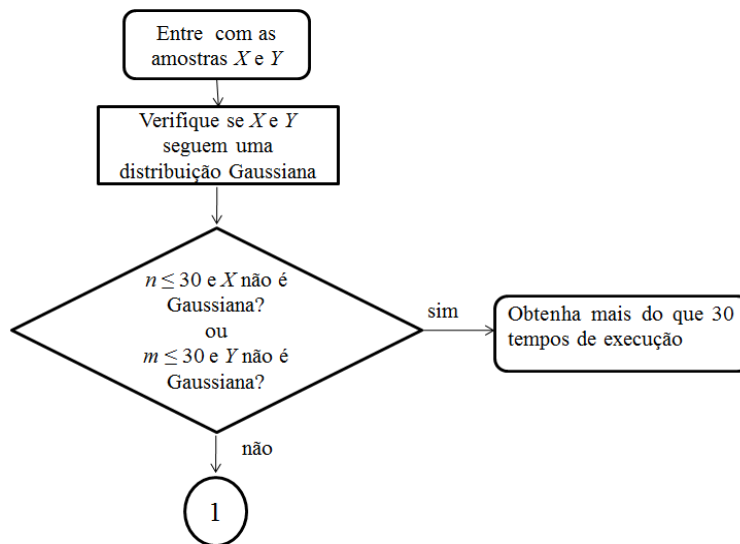 Entre com as
amostras X e Y
Verifique se X e Y
seguem uma
distribuição Gaussiana
n ≤ 30 e X não é
Gaussiana?
ou
m ≤ 30 e Y não é
Gaussiana?
sim
Obtenha mais do que 30
tempos de execução
não
1